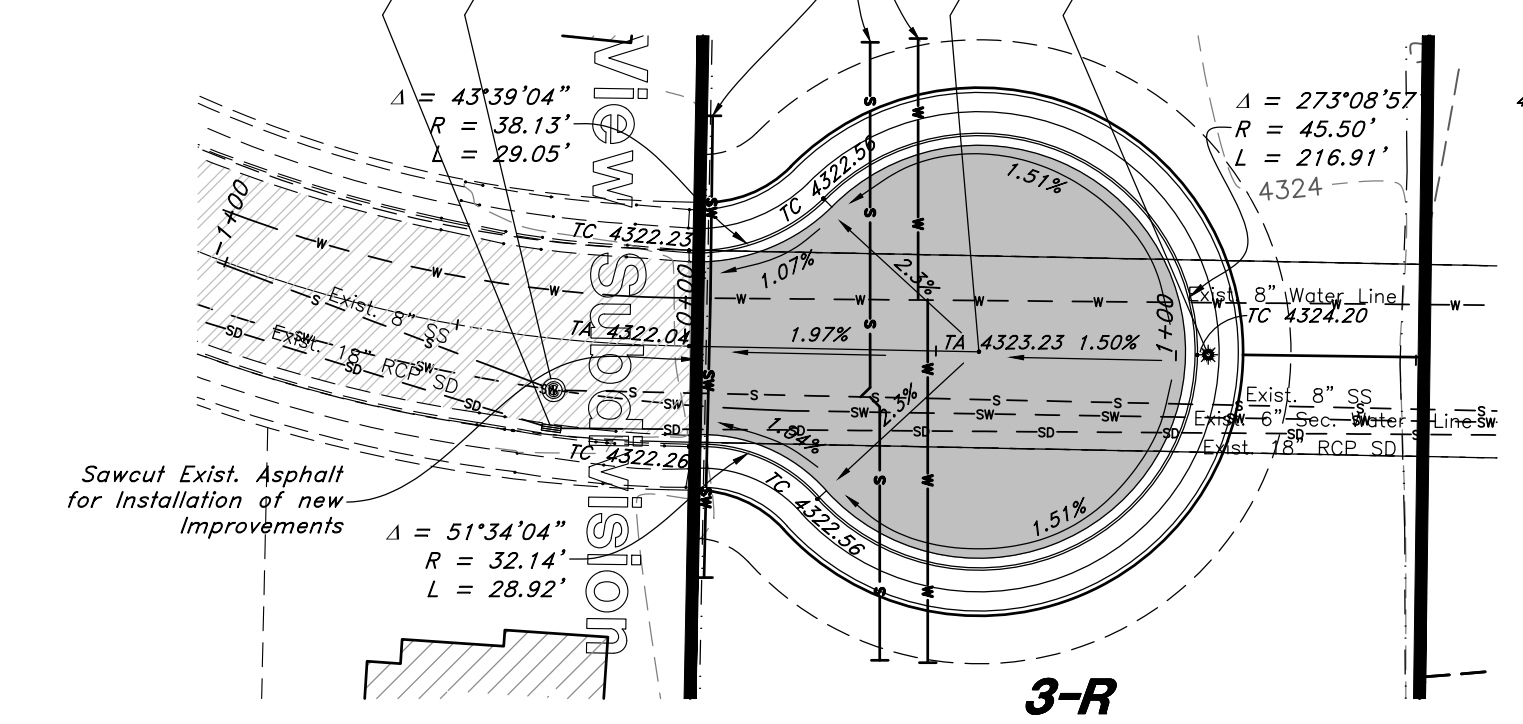 View Subdivision
Δ = 43°39'04"
R = 38.13'
L = 29.05'
Δ = 273°08'57
R = 45.50'
L = 216.91'
4324
TC 4322.56
1.51%
-1+00
TC 4322.23
1.07%
2.3%
0+00
1+00
Exist. 8" Water Line
TC 4324.20
Exist. 8" SS
Exist. 18" RCP SD
TA 4322.04
1.97%
TA 4323.23
1.50%
2.3%
1.04%
Exist. 8" SS
Exist. 6" Sec. Water Line
Exist. 18" RCP SD
TC 4322.26
Sawcut Exist. Asphalt
for Installation of new
Improvements
TC 4322.56
1.51%
Δ = 51°34'04"
R = 32.14'
L = 28.92'
3-R